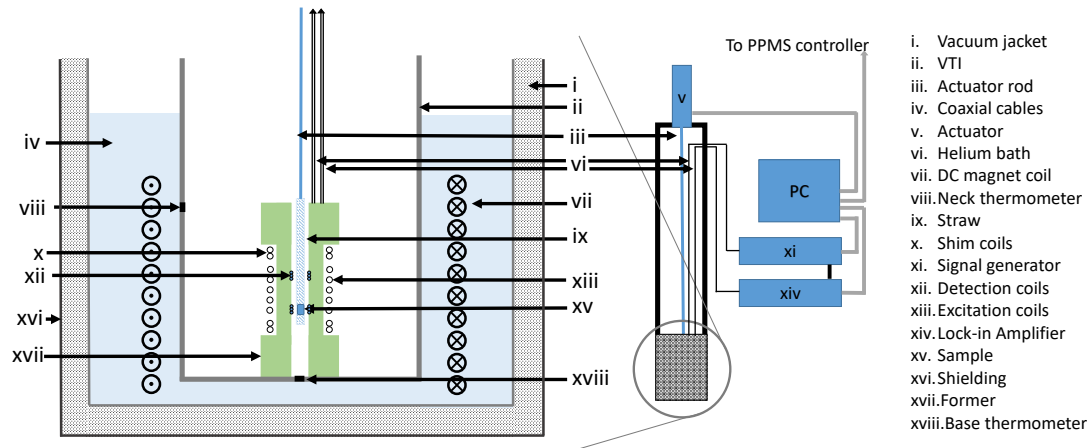 To PPMS controller
i
ii
iii
iv
vi
v
PC
viii
vii
x
ix
xi
xii
xiii
xiv
xv
xvi
xvii
xviii
i. Vacuum jacket
ii. VTI
iii. Actuator rod
iv. Coaxial cables
v. Actuator
vi. Helium bath
vii. DC magnet coil
viii. Neck thermometer
ix. Straw
x. Shim coils
xi. Signal generator
xii. Detection coils
xiii. Excitation coils
xiv. Lock-in Amplifier
xv. Sample
xvi. Shielding
xvii. Former
xviii. Base thermometer